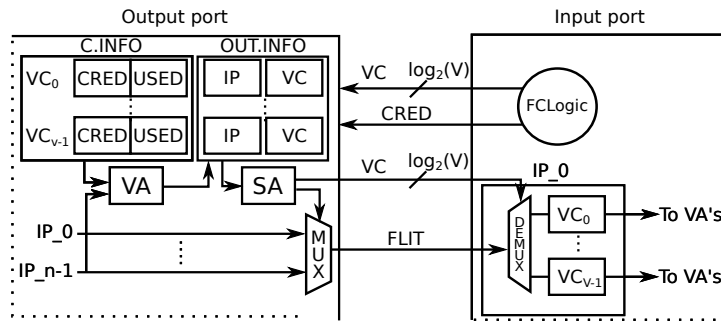 Output port
Input port
C.INFO
OUT.INFO
VC0 CRED USED
IP VC
VCv-1 CRED USED
IP VC
VC log2(V)
CRED
FCLogic
VA
SA
VC log2(V)
IP_0
IP_0
IP_n-1
MUX
FLIT
DEMUX
VC0
To VA's
VCv-1
To VA's